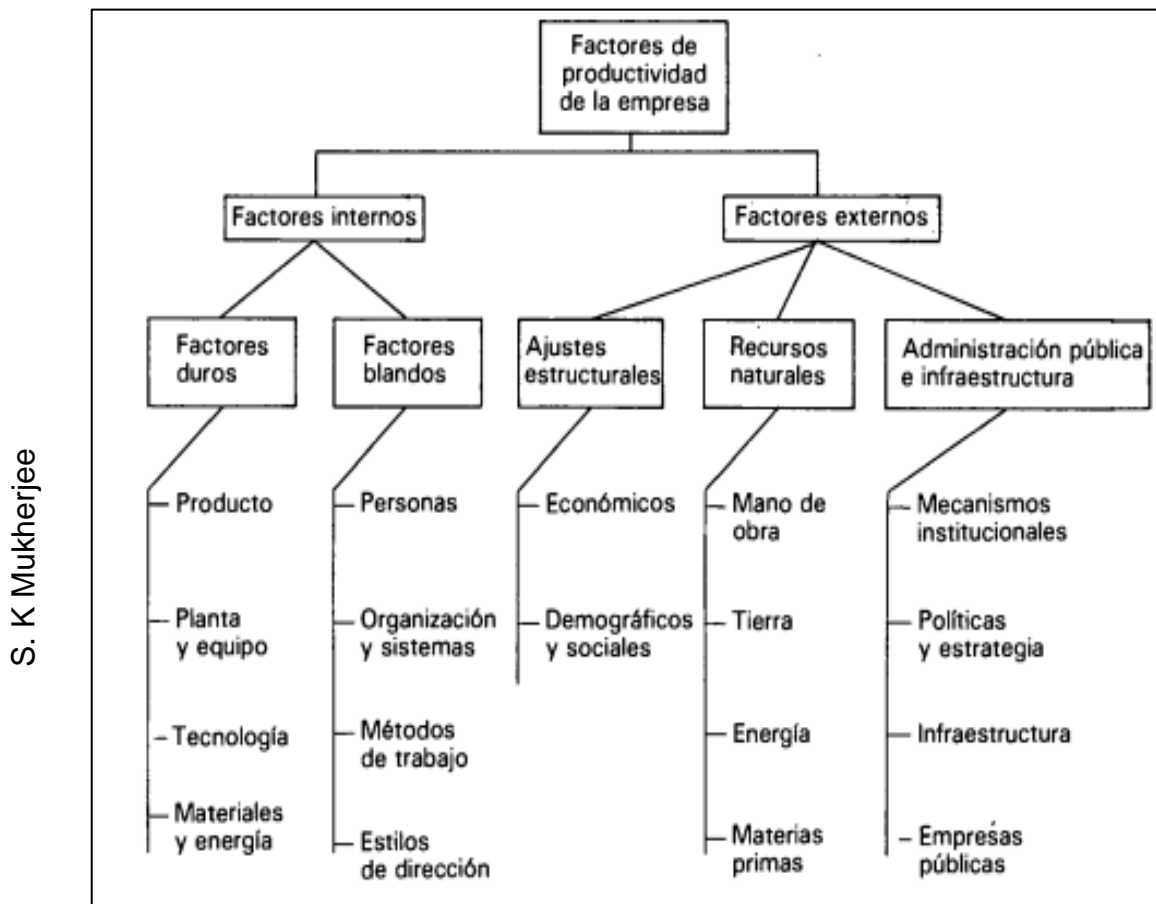 S. K Mukherjee
Factores de
productividad
de la empresa
Factores internos
Factores externos
Factores
duros
Factores
blandos
Ajustes
estructurales
Recursos
naturales
Administración pública
e infraestructura
Producto
Planta
y equipo
Tecnología
Materiales
y energía
Personas
Organización
y sistemas
Métodos
de trabajo
Estilos
de dirección
Económicos
Demográficos
y sociales
Mano de
obra
Tierra
Energía
Materias
primas
Mecanismos
institucionales
Políticas
y estrategia
Infraestructura
Empresas
públicas